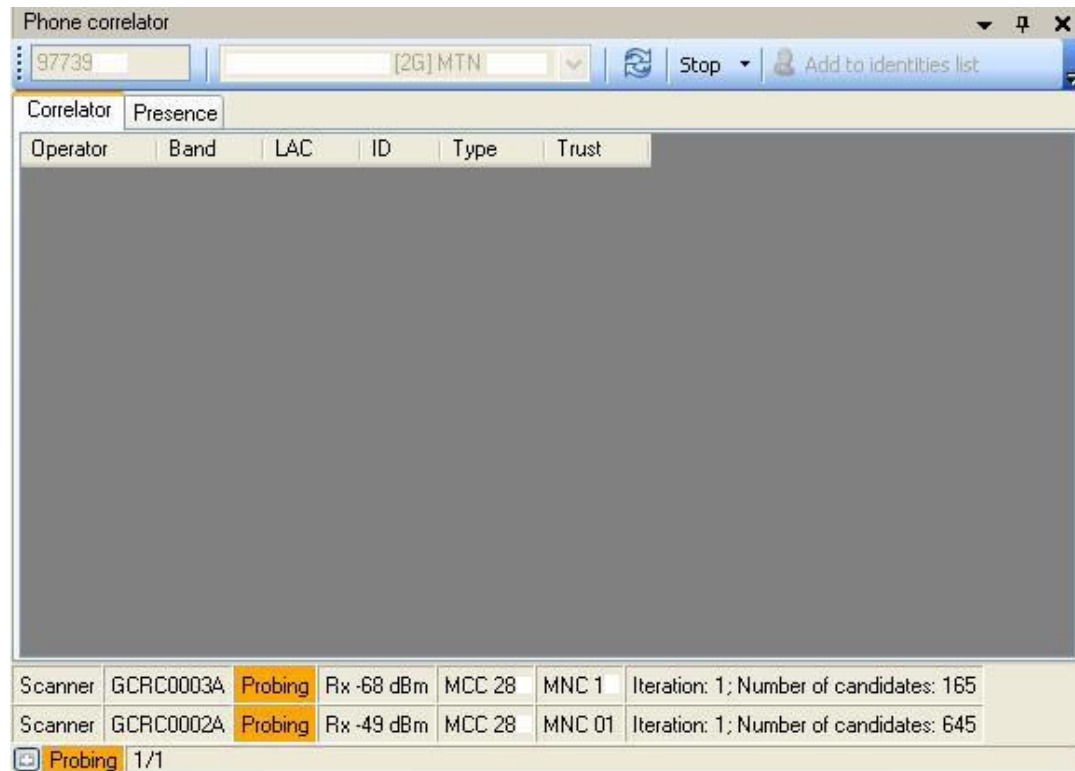 Phone correlator
97739 [2G] MTN Stop Add to identities list
Correlator Presence
Operator Band LAC ID Type Trust
Scanner GCRC0003A Probing Rx -68 dBm MCC 28 MNC 1 Iteration: 1; Number of candidates: 165
Scanner GCRC0002A Probing Rx -49 dBm MCC 28 MNC 01 Iteration: 1; Number of candidates: 645
Probing 1/1